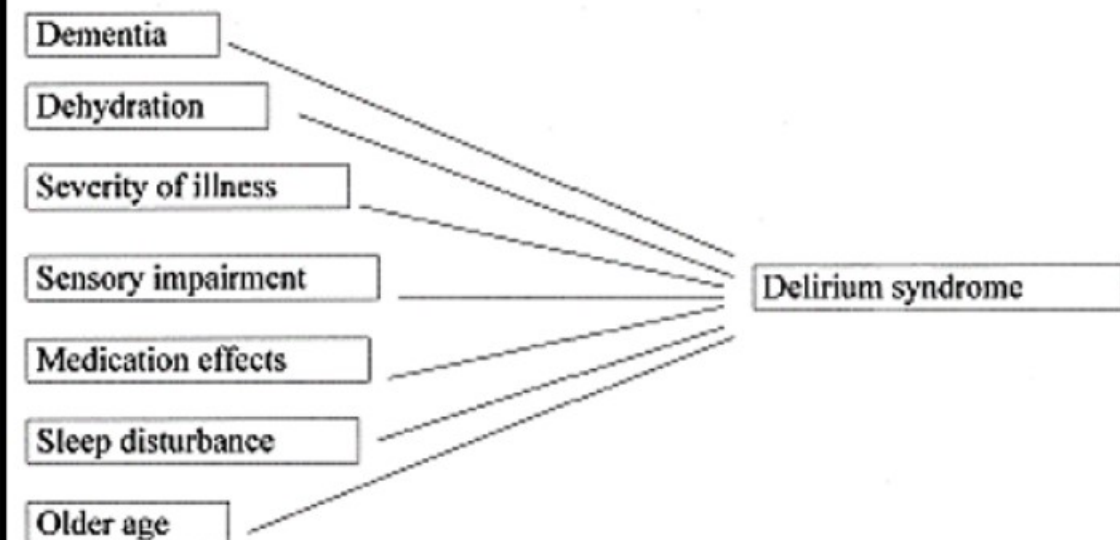 Dementia
Dehydration
Severity of illness
Sensory impairment
Delirium syndrome
Medication effects
Sleep disturbance
Older age